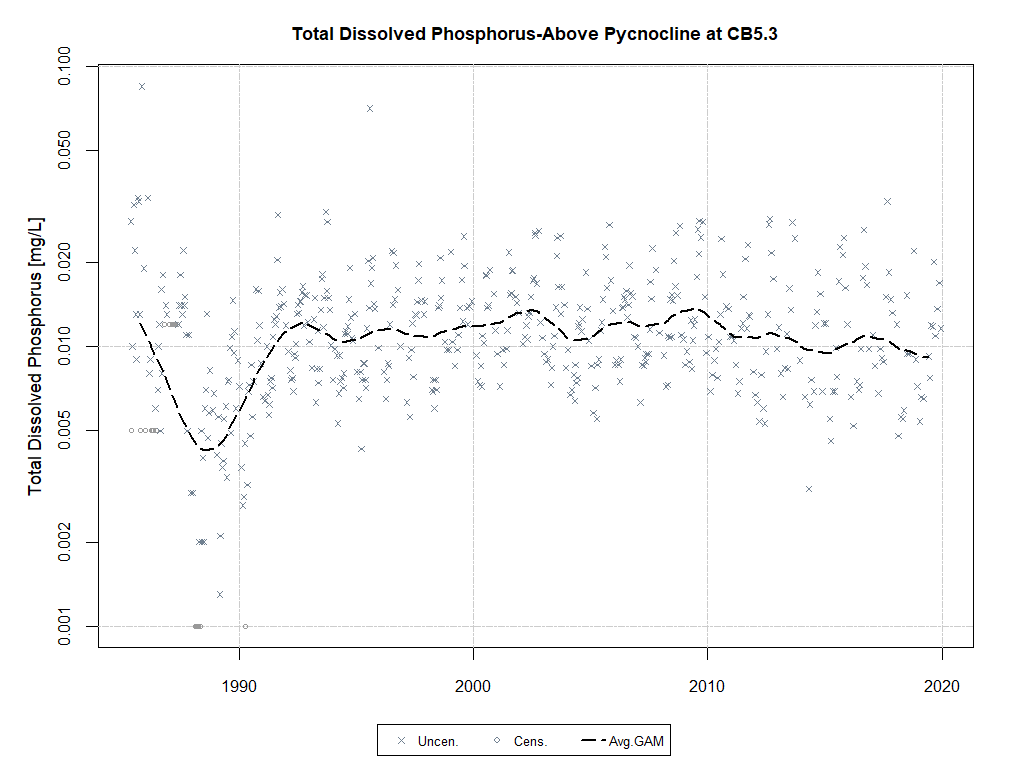 Total Dissolved Phosphorus-Above Pycnocline at CB5.3
Total Dissolved Phosphorus [mg/L]
0.100
0.050
0.020
0.010
0.005
0.002
0.001
1990 2000 2010 2020
Uncen. Cens. Avg.GAM